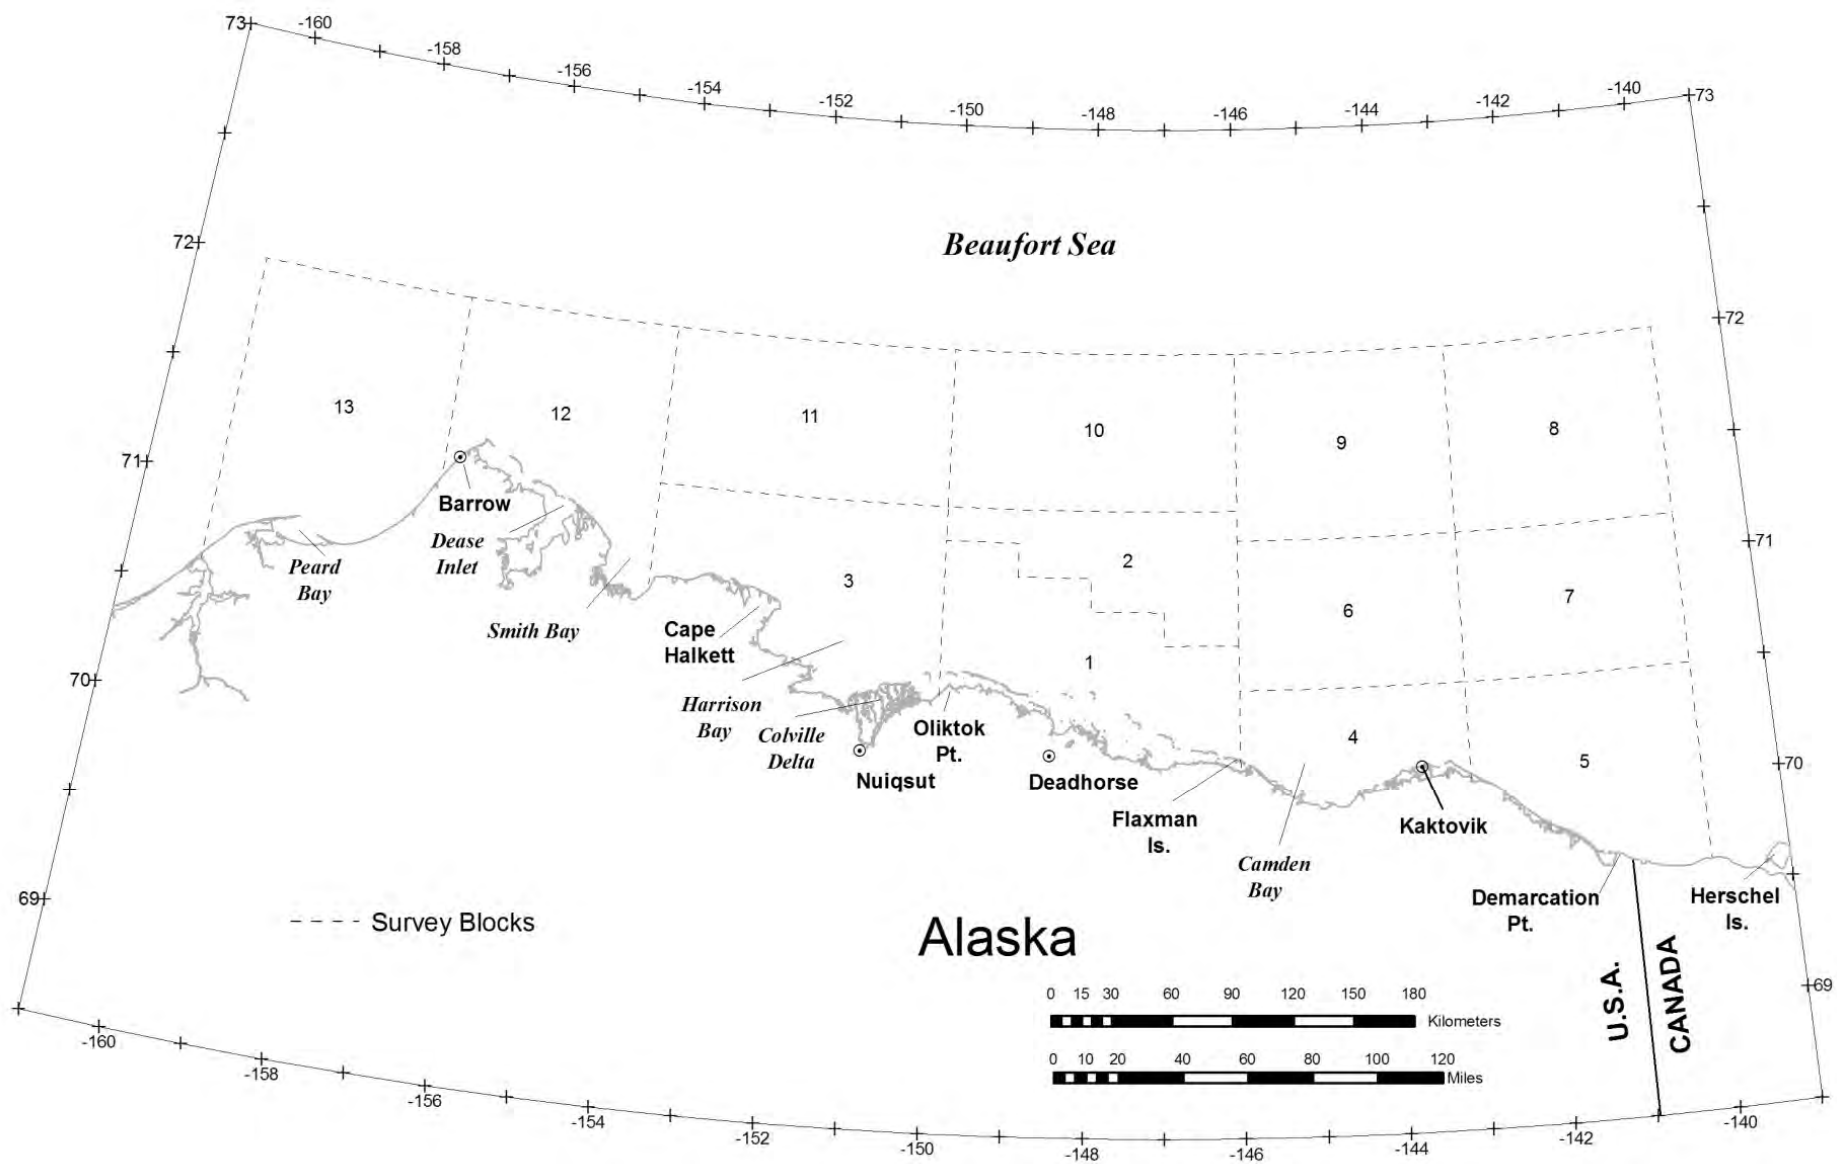 73
-160
-158
-156
-154
-152
-150
-148
-146
-144
-142
-140
73
72
Beaufort Sea
72
13
12
11
10
9
8
71
Barrow
Dease
Inlet
Peard
Bay
Smith Bay
3
2
71
7
6
Cape
Halkett
1
70
Harrison
Bay
Colville
Delta
Oliktok
Pt.
4
5
70
Nuiqsut
Deadhorse
Flaxman
Is.
Kaktovik
Camden
Bay
Demarcation
Pt.
Herschel
Is.
69
Survey Blocks
Alaska
U.S.A.
CANADA
69
0 15 30 60 90 120 150 180
Kilometers
0 10 20 40 60 80 100 120
Miles
-160
-158
-156
-154
-152
-150
-148
-146
-144
-142
-140